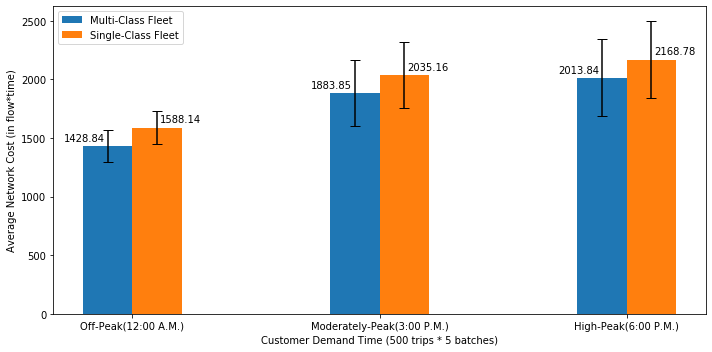 Multi-Class Fleet
Single-Class Fleet
Average Network Cost (in flow*time)
2500
2000
1500
1000
500
0
1428.84
1588.14
1883.85
2035.16
2013.84
2168.78
Off-Peak(12:00 A.M.)
Moderately-Peak(3:00 P.M.)
High-Peak(6:00 P.M.)
Customer Demand Time (500 trips * 5 batches)